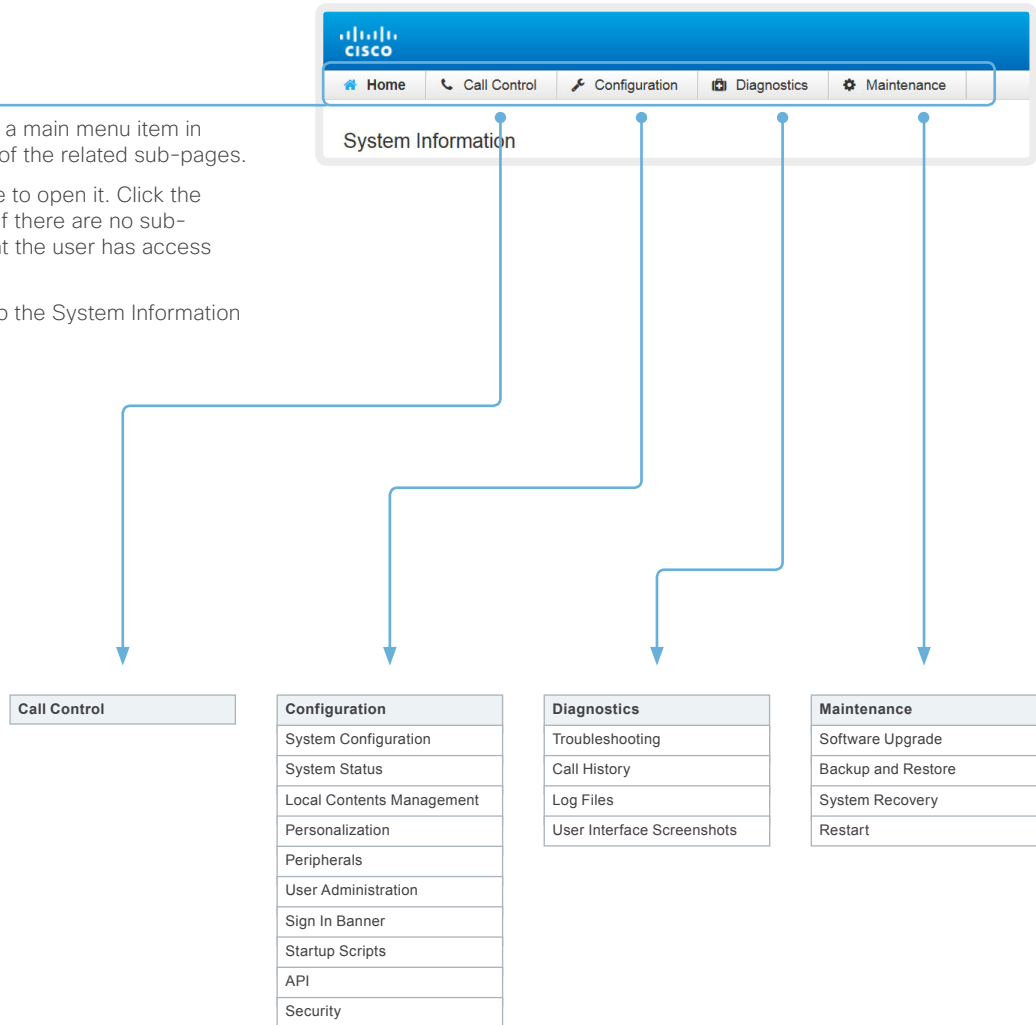 CISCO
Home Call Control Configuration Diagnostics Maintenance
System Information
a main menu item in
of the related sub-pages.
e to open it. Click the
f there are no sub-
t the user has access
o the System Information
Call Control
Configuration
System Configuration
System Status
Local Contents Management
Personalization
Peripherals
User Administration
Sign In Banner
Startup Scripts
API
Security
Diagnostics
Troubleshooting
Call History
Log Files
User Interface Screenshots
Maintenance
Software Upgrade
Backup and Restore
System Recovery
Restart